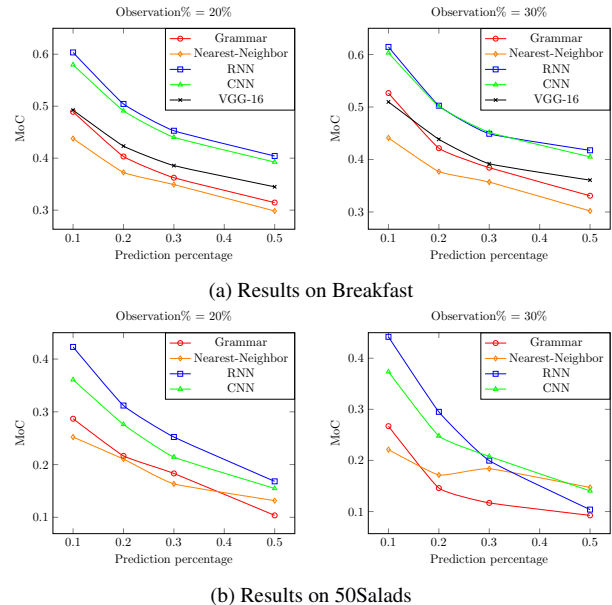 Observation% = 20%
MoC
0.6
0.5
0.4
0.3
Grammar
Nearest-Neighbor
RNN
CNN
VGG-16
0.1 0.2 0.3 0.4 0.5
Prediction percentage
Observation% = 30%
MoC
0.6
0.5
0.4
0.3
Grammar
Nearest-Neighbor
RNN
CNN
VGG-16
0.1 0.2 0.3 0.4 0.5
Prediction percentage
(a) Results on Breakfast
Observation% = 20%
MoC
0.4
0.3
0.2
0.1
Grammar
Nearest-Neighbor
RNN
CNN
0.1 0.2 0.3 0.4 0.5
Prediction percentage
Observation% = 30%
MoC
0.4
0.3
0.2
0.1
Grammar
Nearest-Neighbor
RNN
CNN
0.1 0.2 0.3 0.4 0.5
Prediction percentage
(b) Results on 50Salads